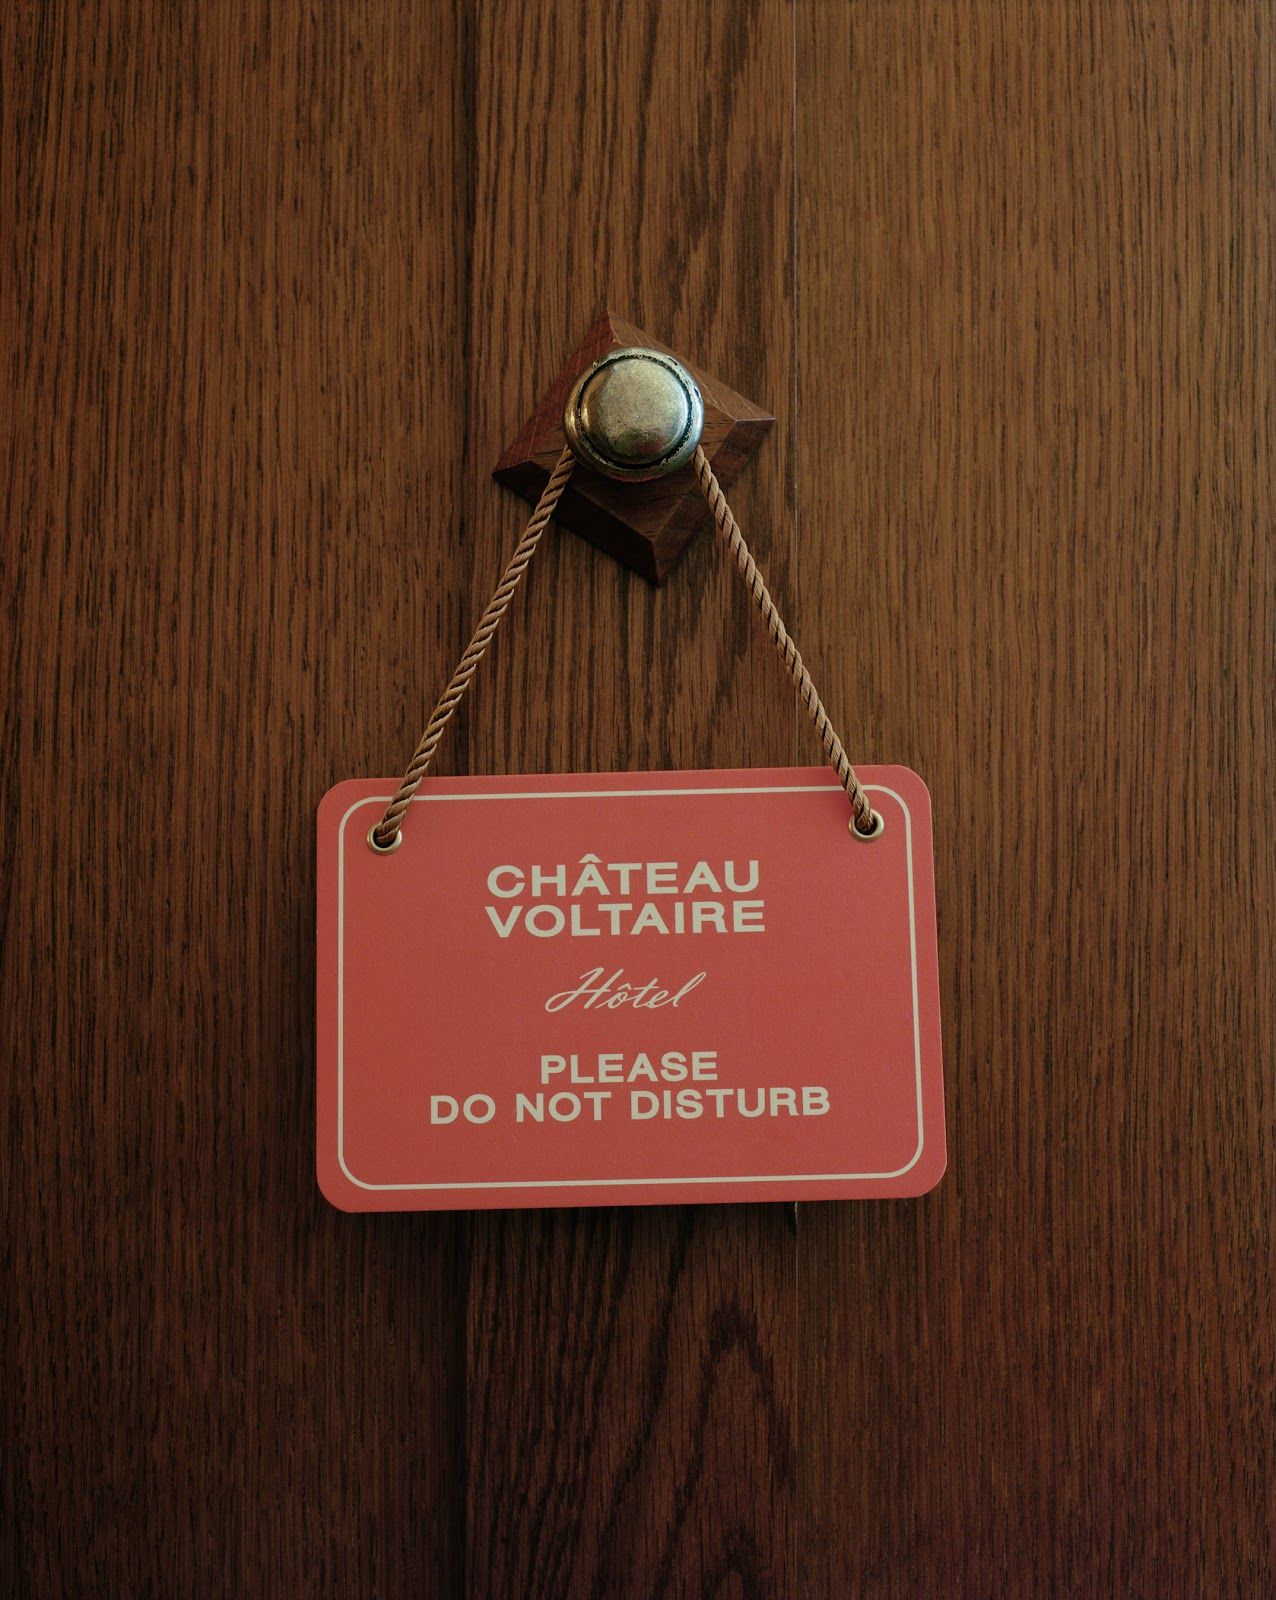 CHÂTEAU
VOLTAIRE
Hôtel
PLEASE
DO NOT DISTURB